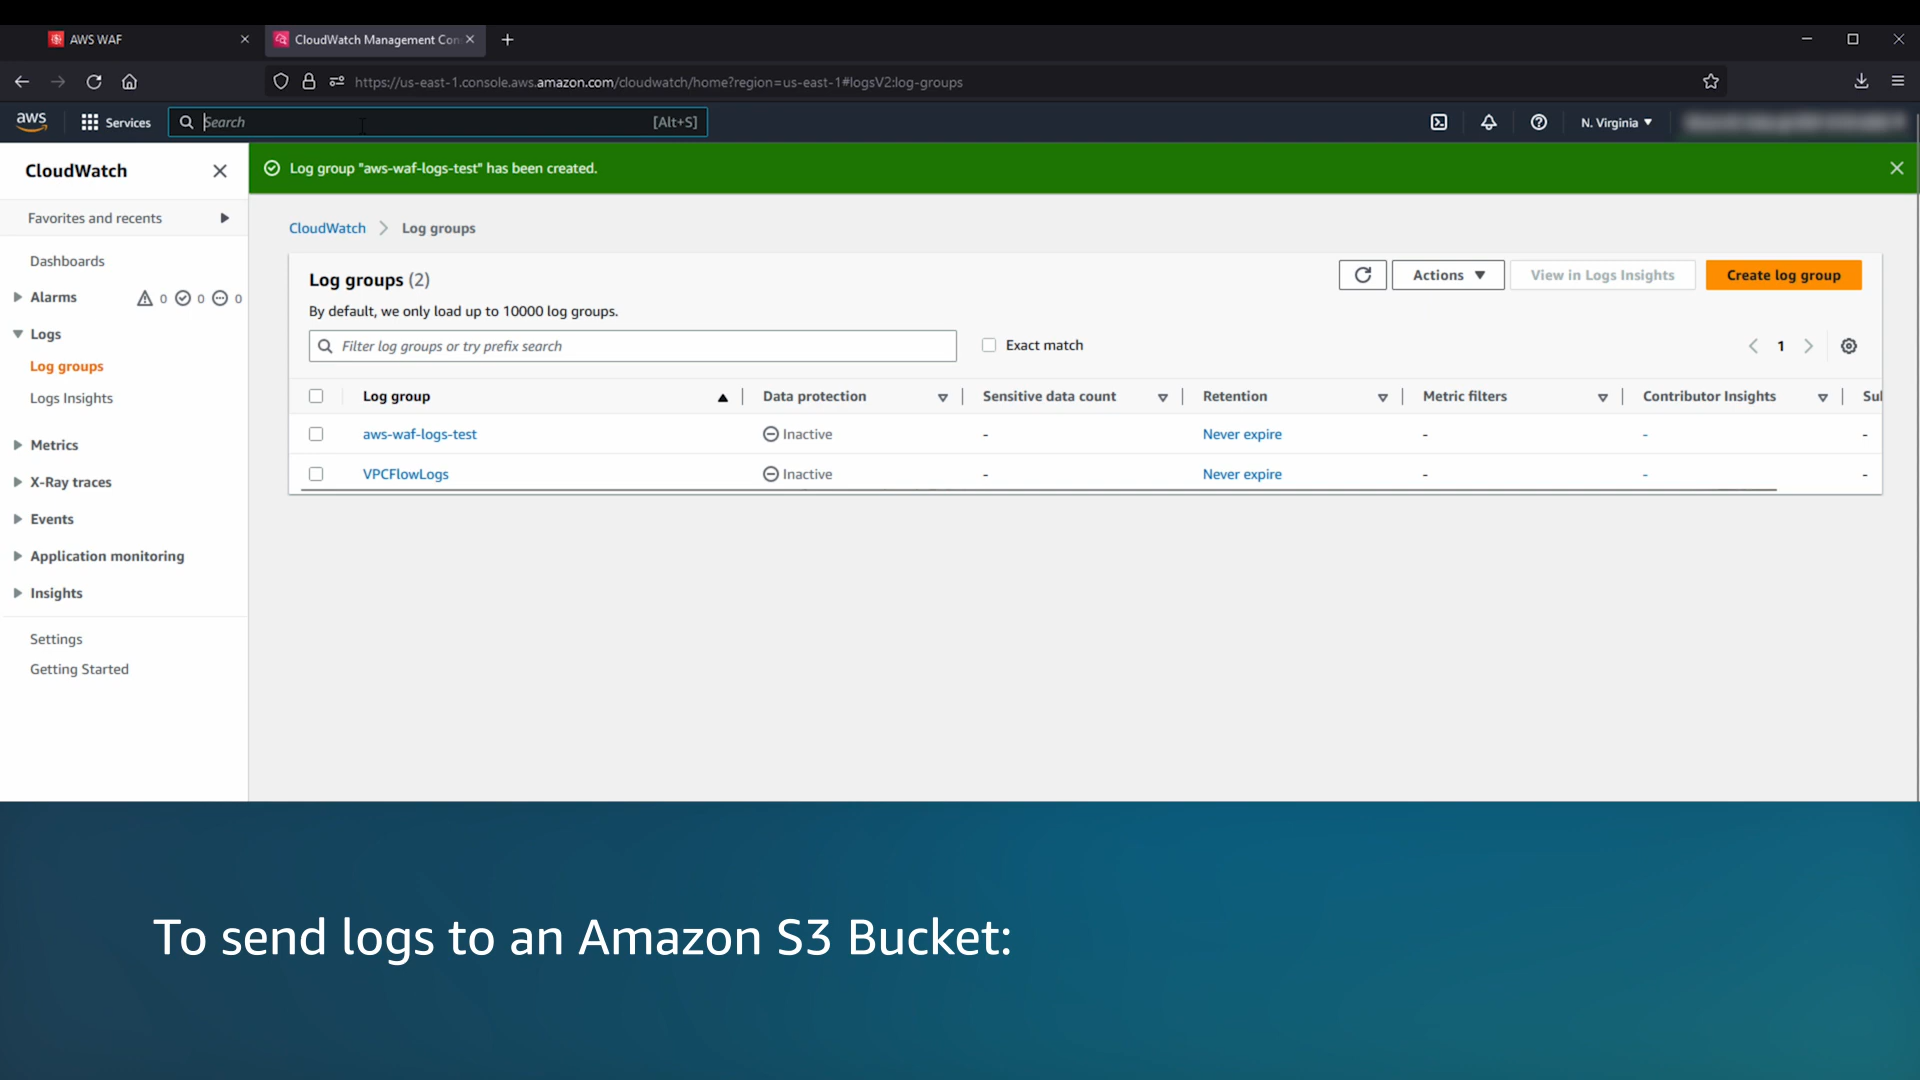 AWS WAF
CloudWatch Management Con
https://us-east-1.console.aws.amazon.com/cloudwatch/home?region=us-east-1#logsV2:log-groups
aws
Services
Search
[Alt+S]
N. Virginia
CloudWatch
Log group "aws-waf-logs-test" has been created.
Favorites and recents
CloudWatch
Log groups
Dashboards
Alarms
0
0
0
Logs
Log groups
Logs Insights
Metrics
X-Ray traces
Events
Application monitoring
Insights
Settings
Getting Started
Log groups (2)
Actions
View in Logs Insights
Create log group
By default, we only load up to 10000 log groups.
Filter log groups or try prefix search
Exact match
1
Log group
Data protection
Sensitive data count
Retention
Metric filters
Contributor Insights
Sul
aws-waf-logs-test
Inactive
-
Never expire
-
-
-
VPCFlowLogs
Inactive
-
Never expire
-
-
-
To send logs to an Amazon S3 Bucket: